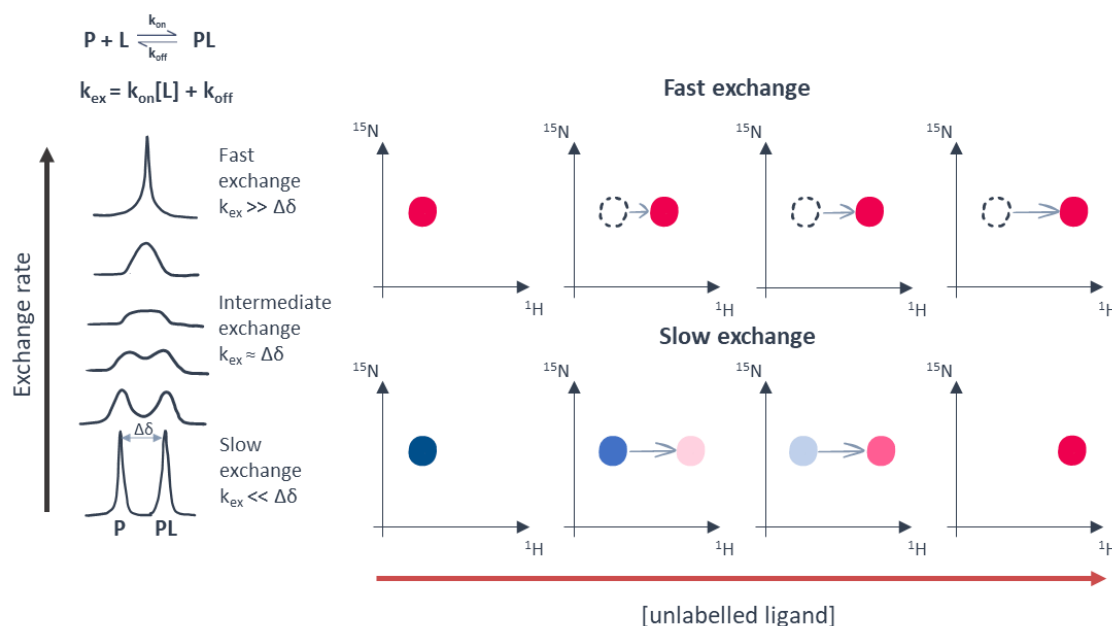 P + L kon koff PL
kex = kon[L] + koff
Exchange rate
Fast
exchange
kex >> Δδ
Intermediate
exchange
kex ≈ Δδ
Δδ
Slow
exchange
kex << Δδ
P PL
Fast exchange
15N 15N 15N 15N
1H 1H 1H 1H
Slow exchange
15N 15N 15N 15N
1H 1H 1H 1H
[unlabelled ligand]